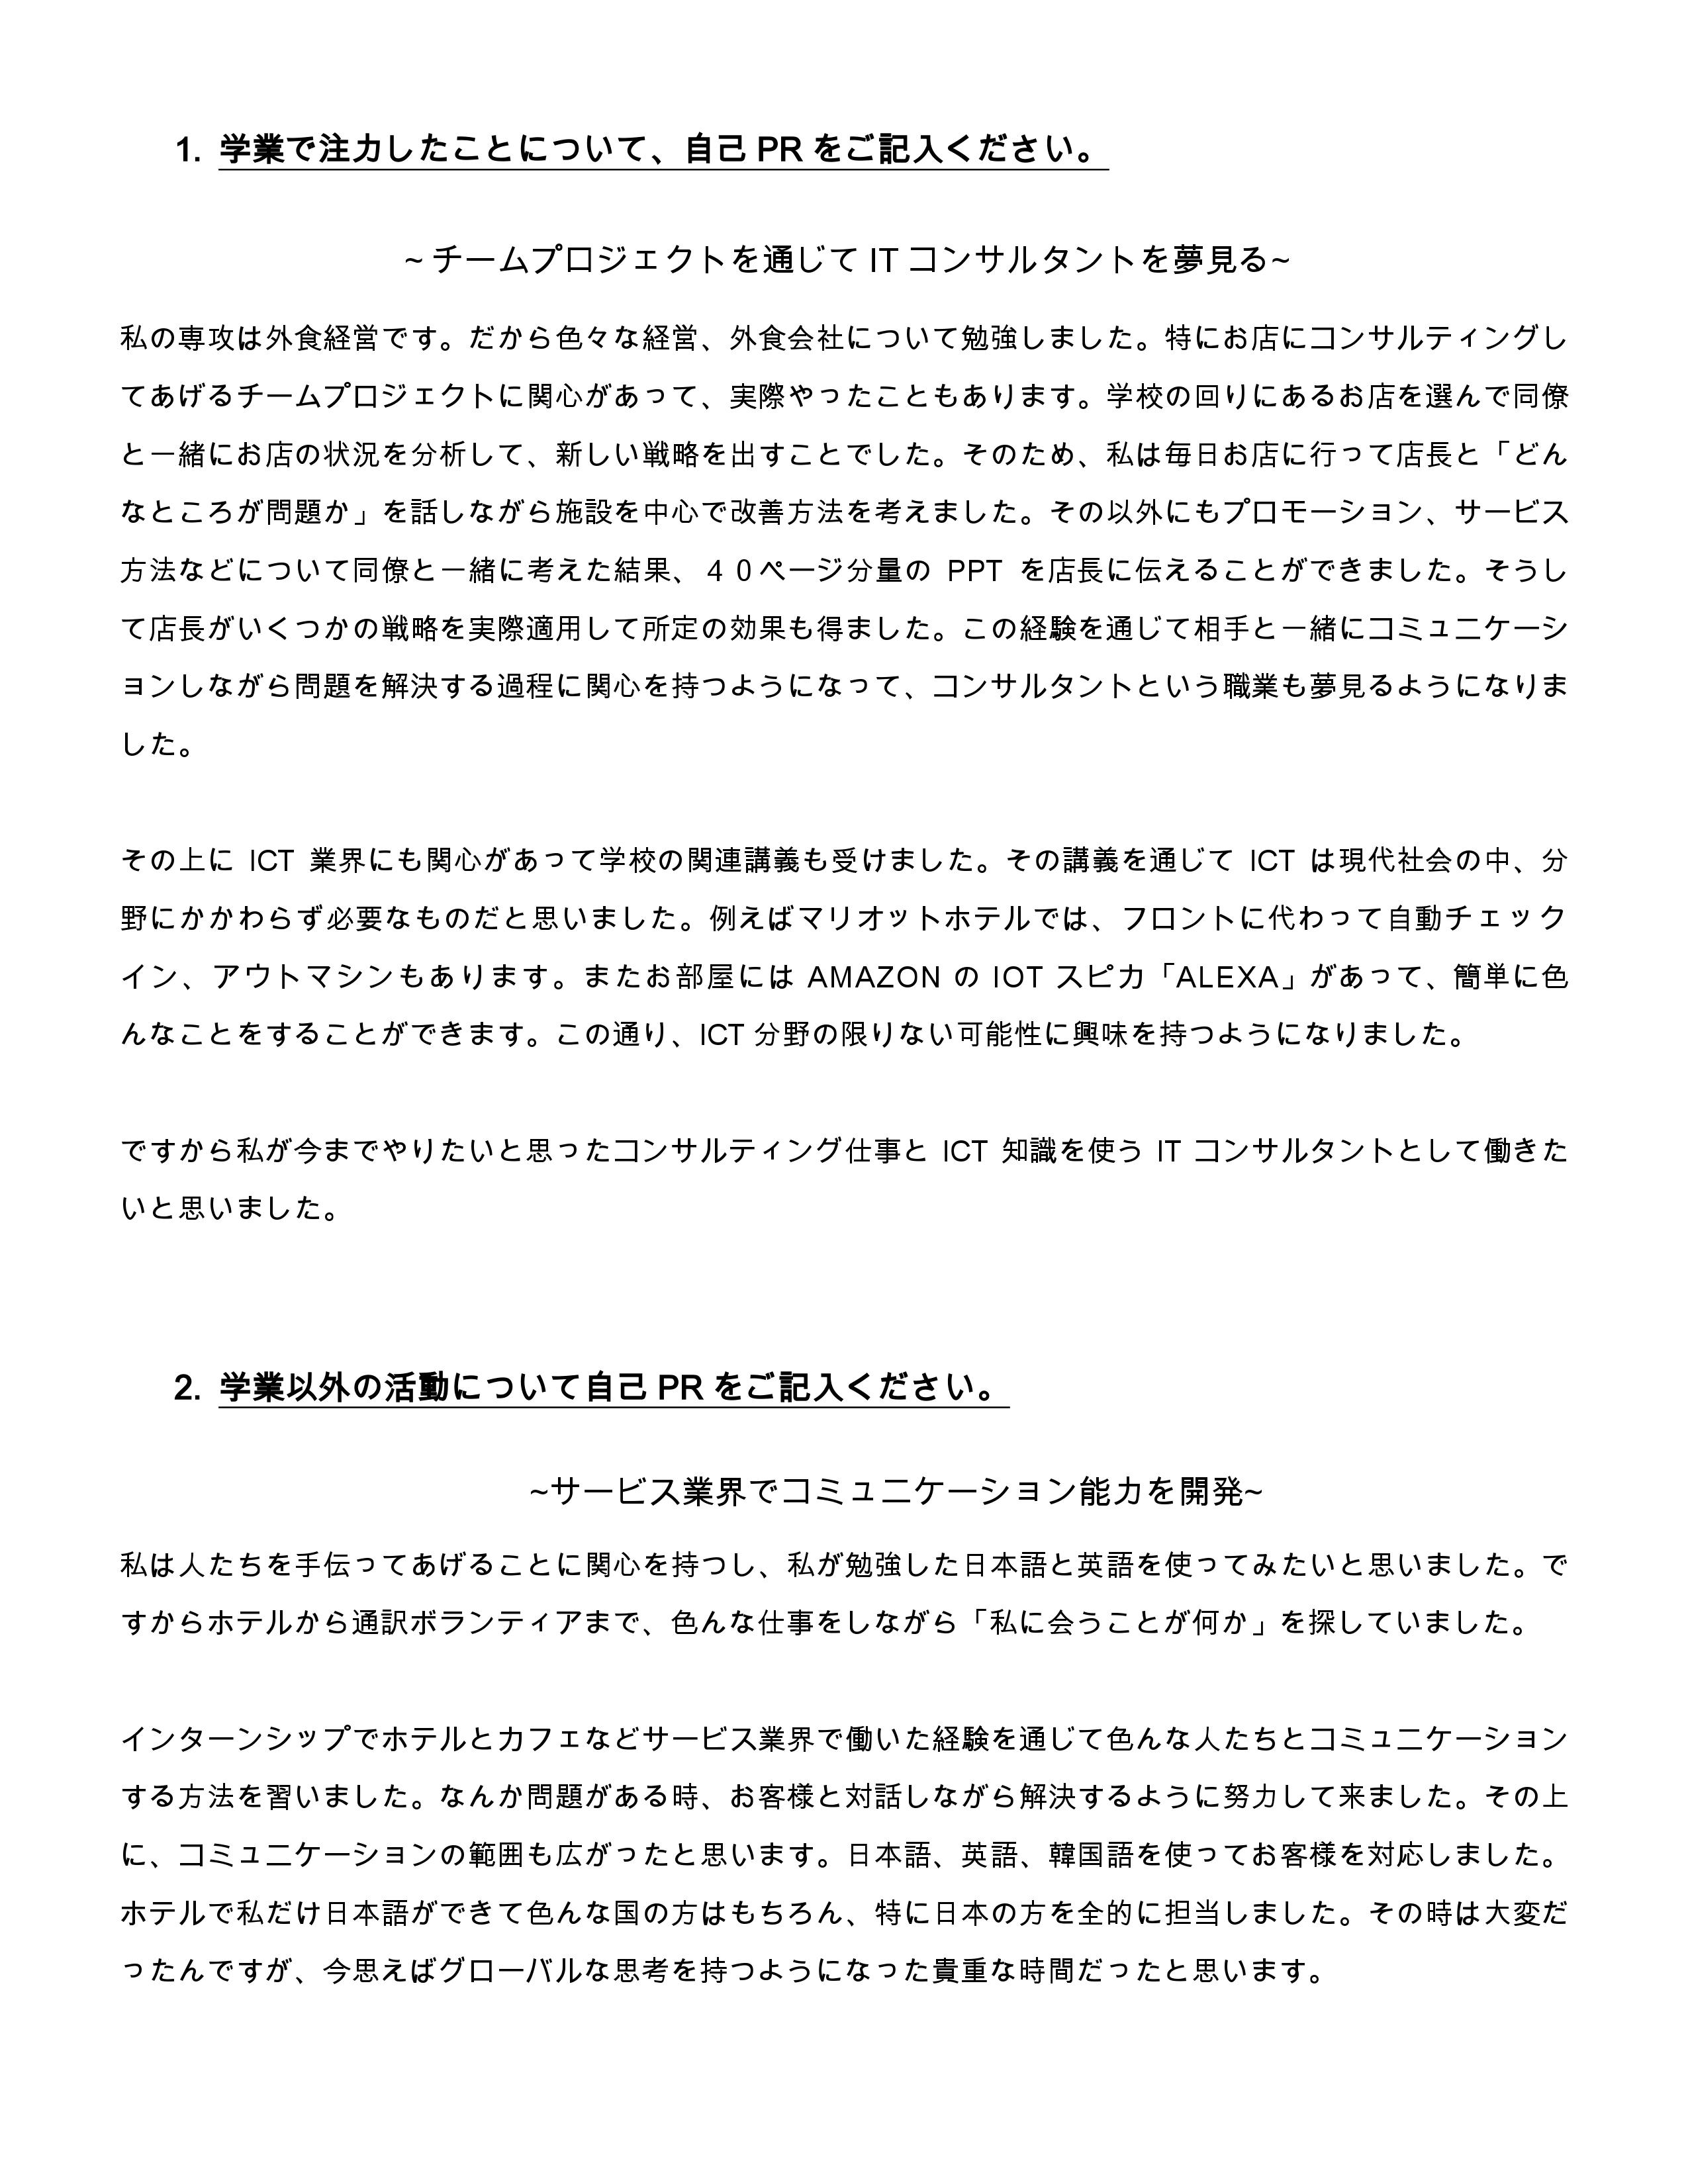 1. 学業で注力したことについて、自己 PR をご記入ください。
~ チームプロジェクトを通じて IT コンサルタントを夢見る~
私の専攻は外食経営です。だから色々な経営、外食会社について勉強しました。特にお店にコンサルティングし
てあげるチームプロジェクトに関心があって、実際やったこともあります。学校の回りにあるお店を選んで同僚
と一緒にお店の状況を分析して、新しい戦略を出すことでした。そのため、私は毎日お店に行って店長と「どん
なところが問題か」を話しながら施設を中心で改善方法を考えました。その以外にもプロモーション、サービス
方法などについて同僚と一緒に考えた結果、４０ページ分量の PPT を店長に伝えることができました。そうし
て店長がいくつかの戦略を実際適用して所定の効果も得ました。この経験を通じて相手と一緒にコミュニケーシ
ョンしながら問題を解決する過程に関心を持つようになって、コンサルタントという職業も夢見るようになりま
した。
その上に ICT 業界にも関心があって学校の関連講義も受けました。その講義を通じて ICT は現代社会の中、分
野にかかわらず必要なものだと思いました。例えばマリオットホテルでは、フロントに代わって自動チェック
イン、アウトマシンもあります。またお部屋には AMAZON の IOT スピカ「ALEXA」があって、簡単に色
んなことをすることができます。この通り、ICT 分野の限りない可能性に興味を持つようになりました。
ですから私が今までやりたいと思ったコンサルティング仕事と ICT 知識を使う IT コンサルタントとして働きた
いと思いました。
2. 学業以外の活動について自己 PR をご記入ください。
~サービス業界でコミュニケーション能力を開発~
私は人たちを手伝ってあげることに関心を持つし、私が勉強した日本語と英語を使ってみたいと思いました。で
すからホテルから通訳ボランティアまで、色んな仕事をしながら「私に会うことが何か」を探していました。
インターンシップでホテルとカフェなどサービス業界で働いた経験を通じて色んな人たちとコミュニケーション
する方法を習いました。なんか問題がある時、お客様と対話しながら解決するように努力して来ました。その上
に、コミュニケーションの範囲も広がったと思います。日本語、英語、韓国語を使ってお客様を対応しました。
ホテルで私だけ日本語ができて色んな国の方はもちろん、特に日本の方を全的に担当しました。その時は大変だ
ったんですが、今思えばグローバルな思考を持つようになった貴重な時間だったと思います。